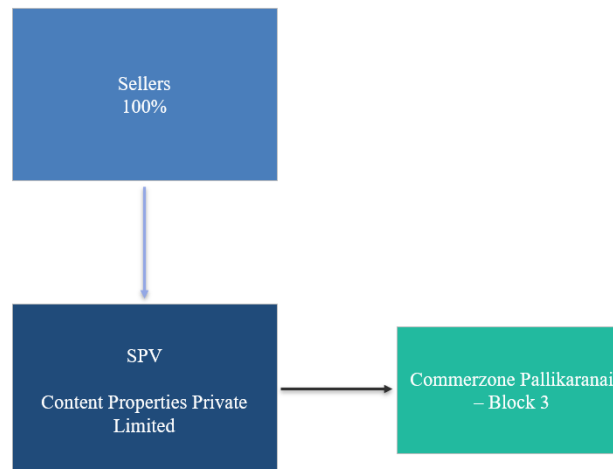 Sellers
100%
SPV
Content Properties Private
Limited
Commerzone Pallikaranai
– Block 3